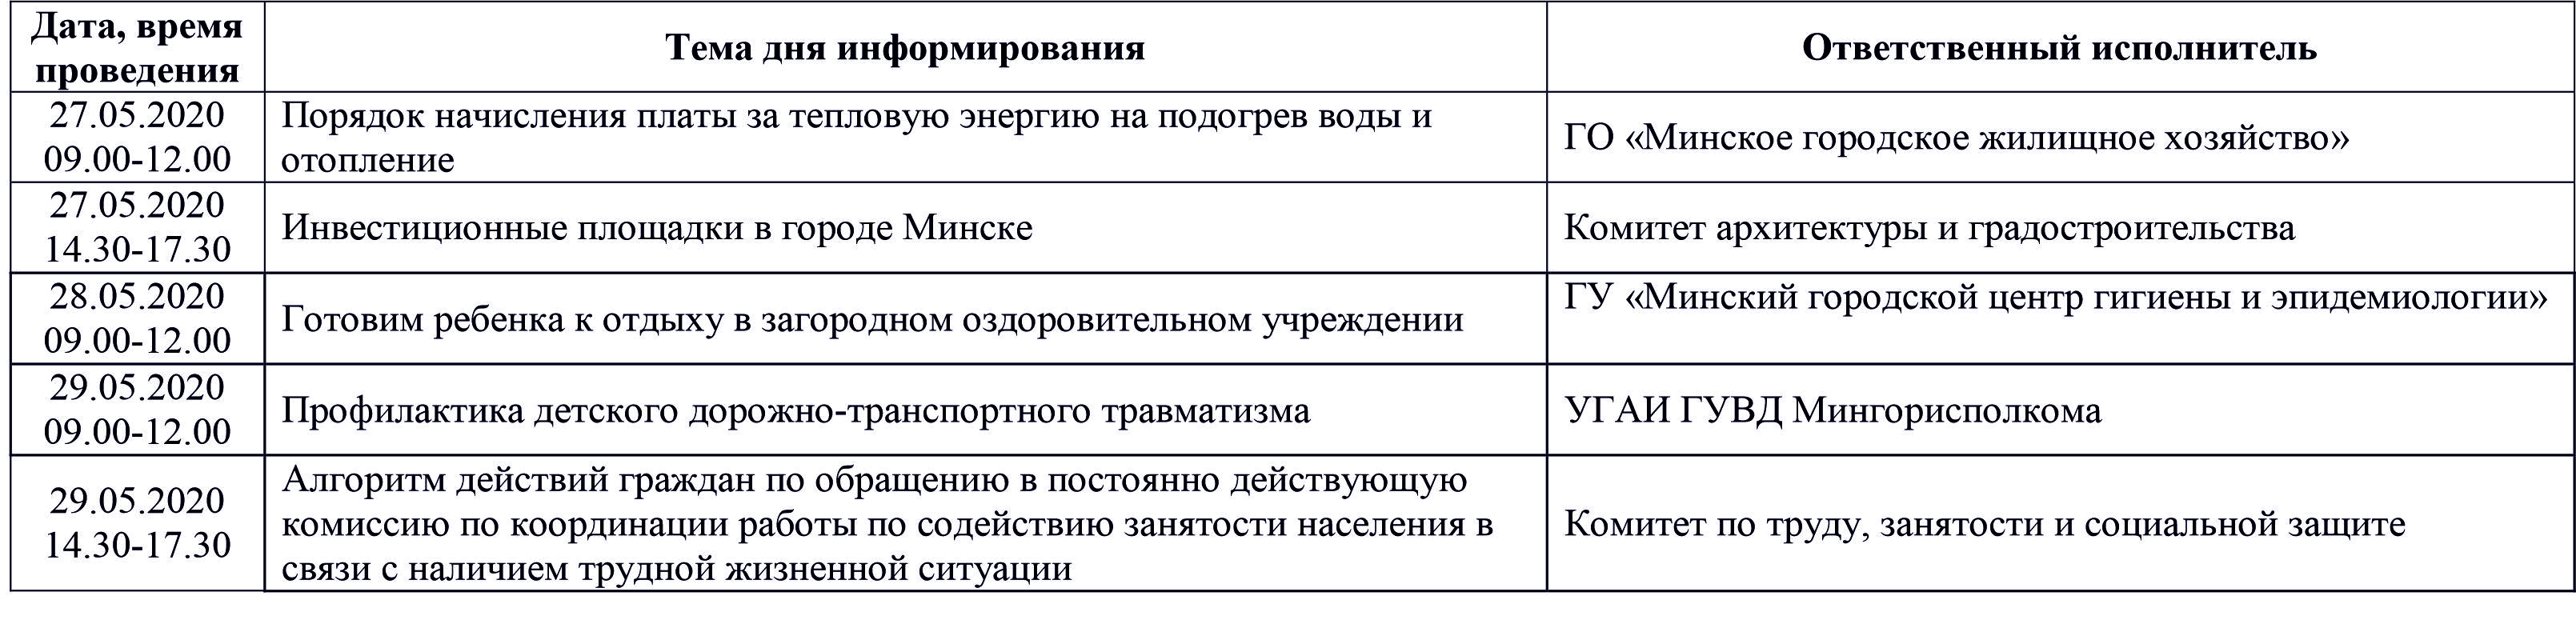 Дата, время
проведения
Тема дня информирования
Ответственный исполнитель
27.05.2020
09.00-12.00
Порядок начисления платы за тепловую энергию на подогрев воды и
отопление
ГО «Минское городское жилищное хозяйство»
27.05.2020
14.30-17.30
Инвестиционные площадки в городе Минске
Комитет архитектуры и градостроительства
28.05.2020
09.00-12.00
Готовим ребенка к отдыху в загородном оздоровительном учреждении
ГУ «Минский городской центр гигиены и эпидемиологии»
29.05.2020
09.00-12.00
Профилактика детского дорожно-транспортного травматизма
УГАИ ГУВД Мингорисполкома
29.05.2020
14.30-17.30
Алгоритм действий граждан по обращению в постоянно действующую
комиссию по координации работы по содействию занятости населения в
связи с наличием трудной жизненной ситуации
Комитет по труду, занятости и социальной защите